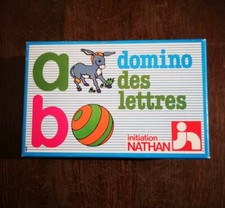 a
domino
des
lettres
b
initiation
NATHAN